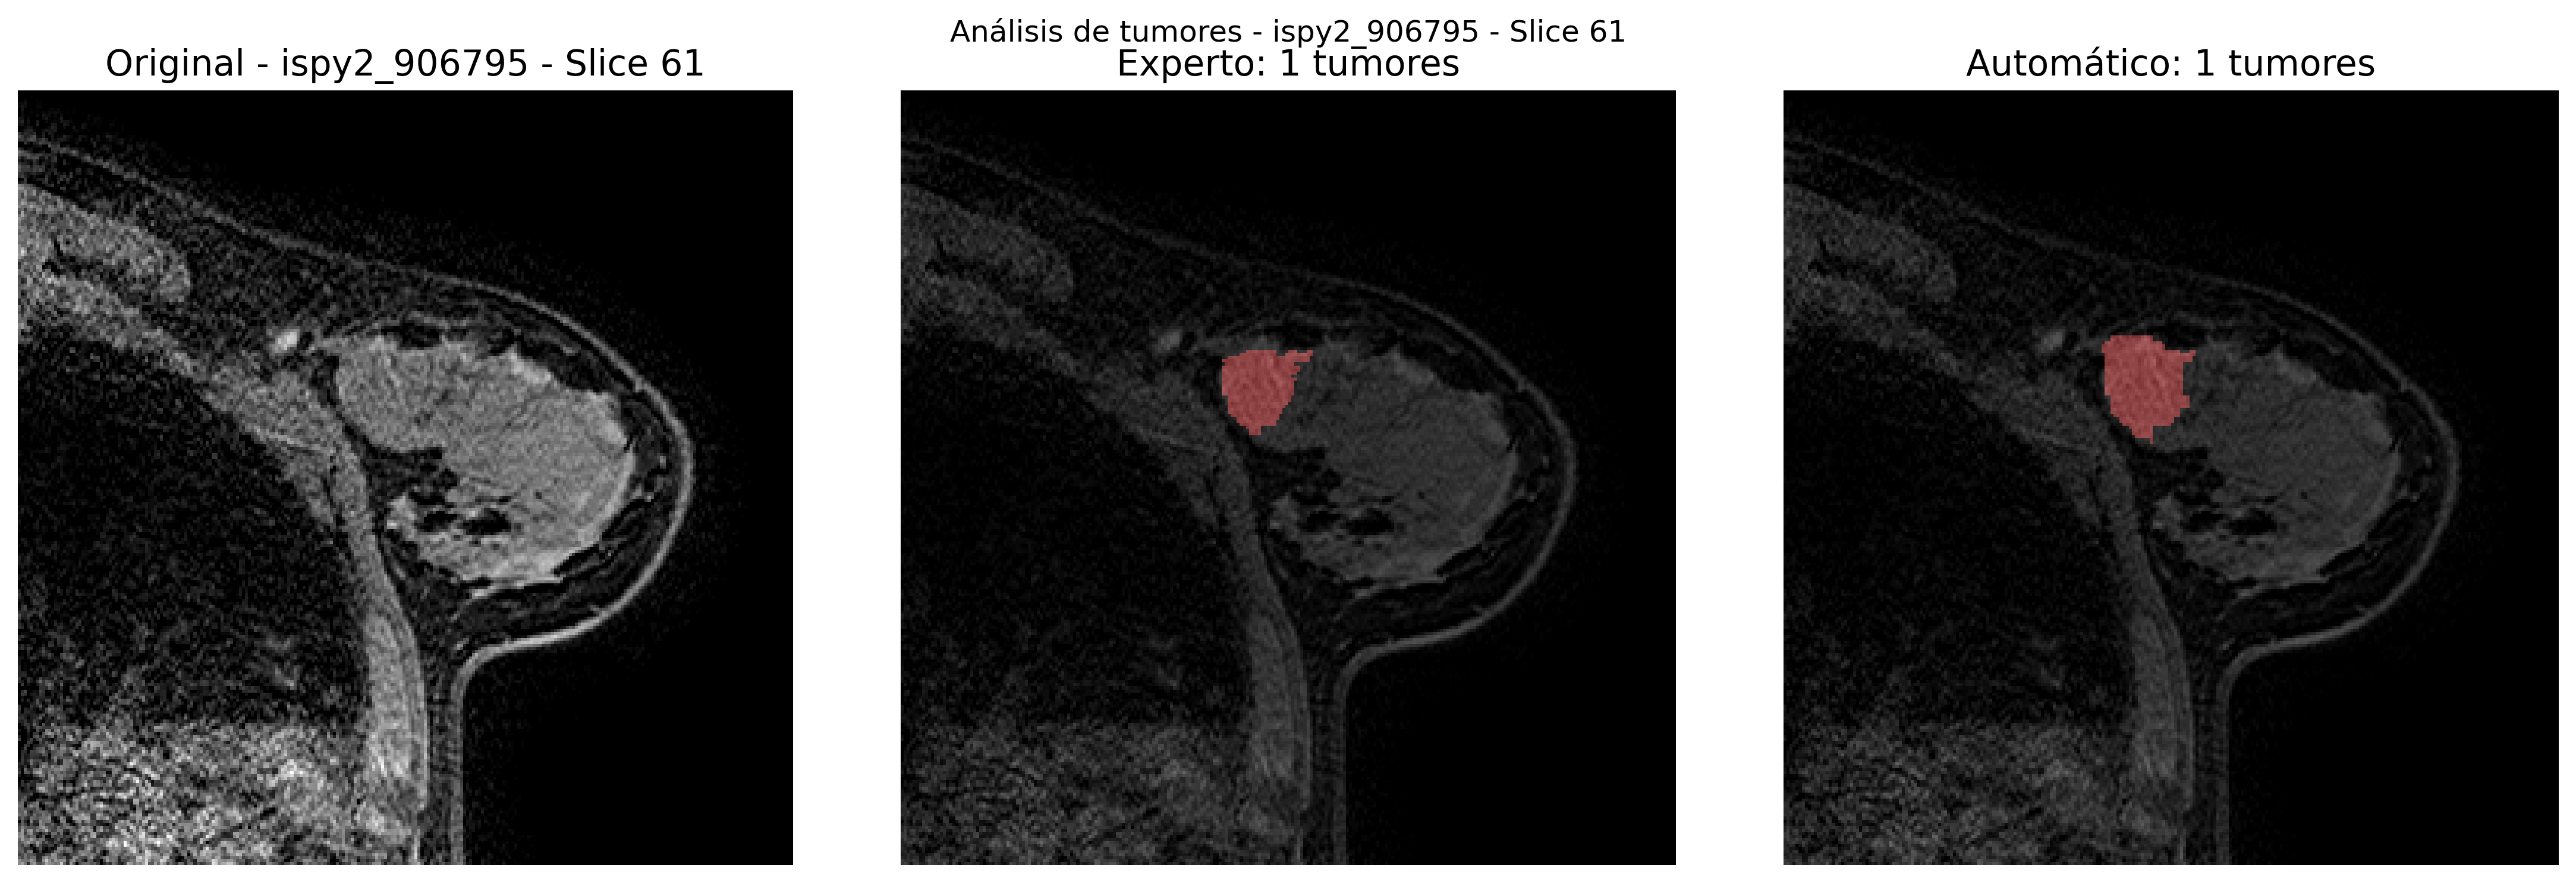 Análisis de tumores - ispy2_906795 - Slice 61
Original - ispy2_906795 - Slice 61
Experto: 1 tumores
Automático: 1 tumores